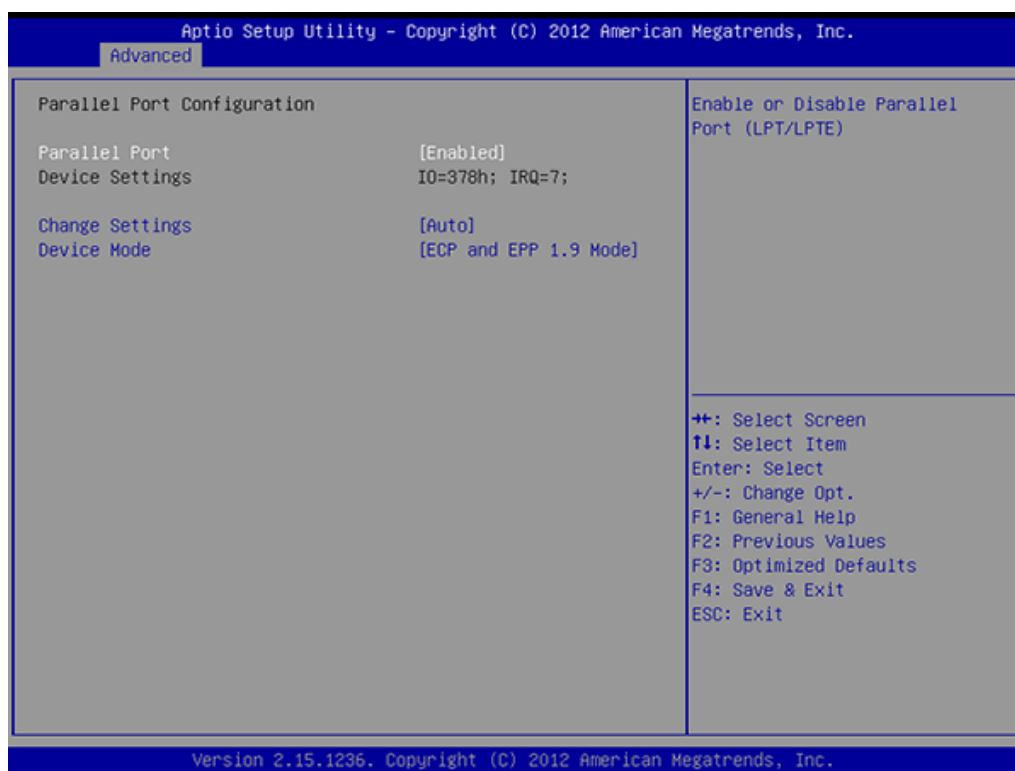 Aptio Setup Utility – Copyright (C) 2012 American Megatrends, Inc.
Advanced
Parallel Port Configuration
Parallel Port [Enabled]
Device Settings IO=378h; IRQ=7;
Change Settings [Auto]
Device Mode [ECP and EPP 1.9 Mode]
Enable or Disable Parallel
Port (LPT/LPTE)
→←: Select Screen
↑↓: Select Item
Enter: Select
+/-: Change Opt.
F1: General Help
F2: Previous Values
F3: Optimized Defaults
F4: Save & Exit
ESC: Exit
Version 2.15.1236. Copyright (C) 2012 American Megatrends, Inc.